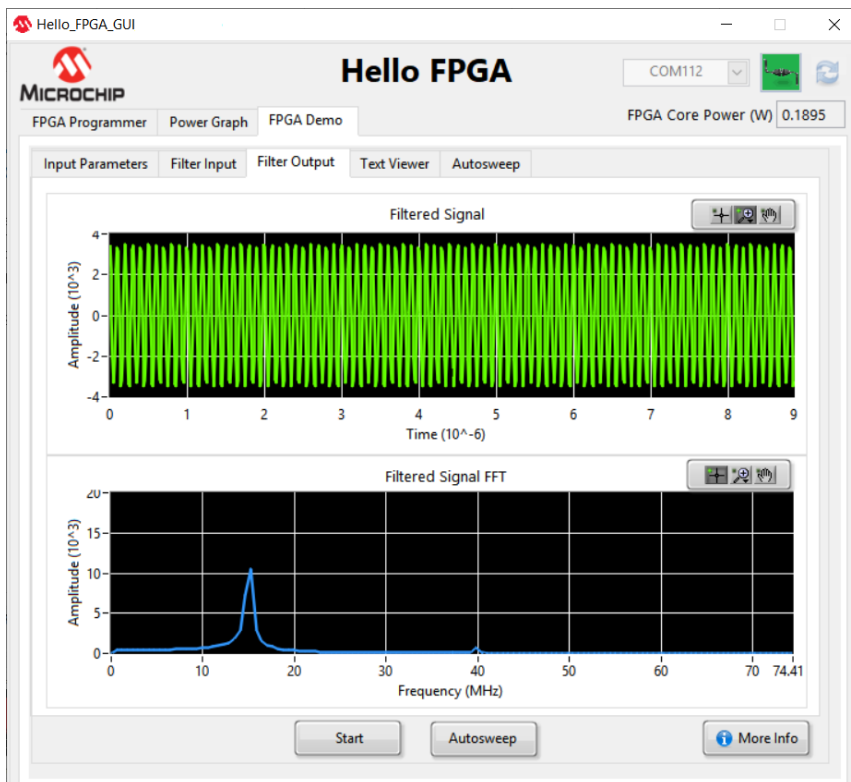 Hello_FPGA_GUI
MICROCHIP
Hello FPGA
COM112
FPGA Programmer Power Graph FPGA Demo
FPGA Core Power (W) 0.1895
Input Parameters Filter Input Filter Output Text Viewer Autosweep
Filtered Signal
Amplitude (10^3)
4
2
0
-2
-4
0 1 2 3 4 5 6 7 8 9
Time (10^-6)
Filtered Signal FFT
Amplitude (10^3)
20
15
10
5
0
0 10 20 30 40 50 60 70 74.41
Frequency (MHz)
Start Autosweep More Info